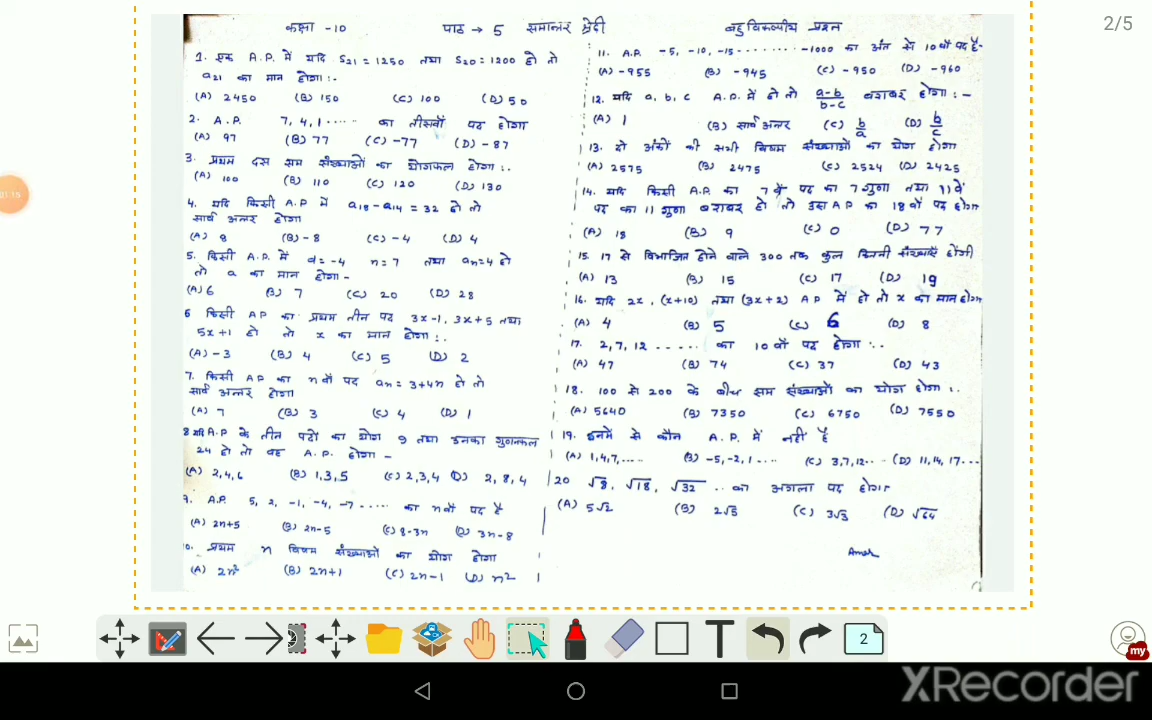 2/5
कक्षा -10 पाठ → 5 समान्तर श्रेढी बहुविकल्पीय प्रश्न
1. एक A.P. में यदि S21 = 1250 तथा S20 = 1200 हो तो
a21 का मान होगा :-
(A) 2450 (B) 150 (C) 100 (D) 50
2. A.P. 7, 4, 1 ...... का तीसवाँ पद होगा
(A) 97 (B) 77 (C) -77 (D) -87
3. प्रथम दस सम संख्याओं का योगफल होगा :.
(A) 100 (B) 110 (C) 120 (D) 130
4. यदि किसी A.P में a18 - a14 = 32 हो तो
सार्व अन्तर होगा
(A) 8 (B) -8 (C) -4 (D) 4
5. किसी A.P. में d = -4 n = 7 तथा an = 4 हो
तो a का मान होगा -
(A) 6 (B) 7 (C) 20 (D) 28
6 किसी AP का प्रथम तीन पद 3x-1, 3x+5 तथा
5x+1 हो तो x का मान होगा :.
(A) -3 (B) 4 (C) 5 (D) 2
7. किसी AP का n वाँ पद an = 3+4n हो तो
सार्व अन्तर होगा
(A) 7 (B) 3 (C) 4 (D) 1
8 यदि A.P के तीन पदों का योग 9 तथा उनका गुणनफल
24 हो तो वह A.P. होगा -
(A) 2,4,6 (B) 1,3,5 (C) 2,3,4 (D) 2, 8, 4
9. A.P. 5, 2, -1, -4, -7 ..... का n वाँ पद है
(A) 2n+5 (B) 2n-5 (C) 8-3n (D) 3n-8
10. प्रथम n विषम संख्याओं का योग होगा
(A) 2n² (B) 2n+1 (C) 2n-1 (D) n²
11. A.P. -5, -10, -15 ........ -1000 का अंत से 10 वाँ पद है-
(A) -955 (B) -945 (C) -950 (D) -960
12. यदि a, b, c A.P. में हो तो a-b/b-c बराबर होगा :-
(A) 1 (B) सार्व अन्तर (C) b/a (D) b/c
13. दो अंकों की सभी विषम संख्याओं का योग होगा
(A) 2575 (B) 2475 (C) 2524 (D) 2425
14. यदि किसी A.P. का 7 वें पद का 7 गुणा तथा 11 वें
पद का 11 गुणा बराबर हो तो उस AP का 18 वाँ पद होगा
(A) 18 (B) 9 (C) 0 (D) 77
15. 17 से विभाजित होने वाले 300 तक कुल कितनी संख्याएँ होंगी
(A) 13 (B) 15 (C) 17 (D) 19
16. यदि 2x, (x+10) तथा (3x+2) AP में हो तो x का मान होगा
(A) 4 (B) 5 (C) 6 (D) 8
17. 2, 7, 12 ..... का 10 वाँ पद होगा :..
(A) 47 (B) 74 (C) 37 (D) 43
18. 100 से 200 के बीच सम संख्याओं का योग होगा :.
(A) 5640 (B) 7350 (C) 6750 (D) 7550
19. इनमें से कौन A.P. में नहीं है
(A) 1,4,7,.... (B) -5,-2,1 .... (C) 3,7,12.. (D) 11,14,17...
20 √8, √18, √32 .. का अगला पद होगा
(A) 5√2 (B) 2√5 (C) 3√3 (D) √64
T
2
my
XRecorder